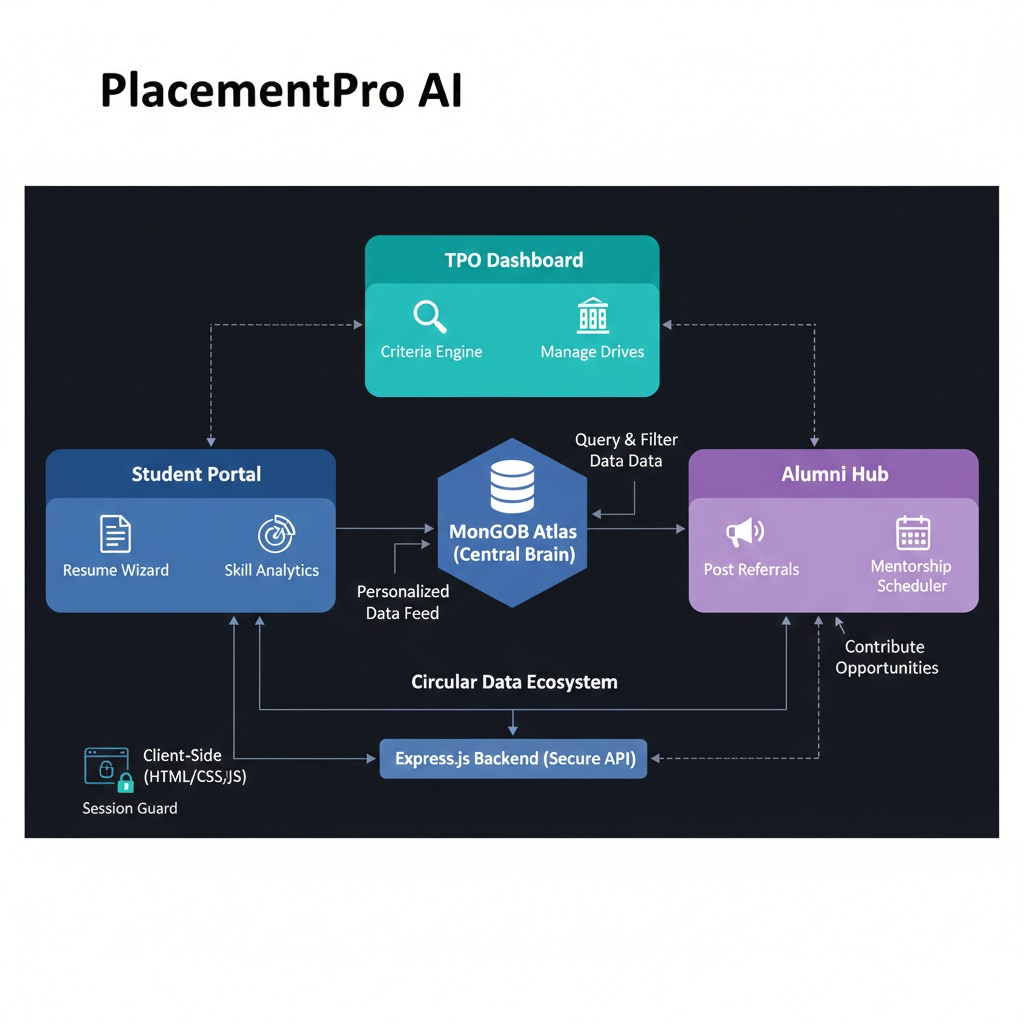 PlacementPro AI
TPO Dashboard
Criteria Engine
Manage Drives
Query & Filter
Data Data
Student Portal
Resume Wizard
Skill Analytics
MonGOB Atlas
(Central Brain)
Alumni Hub
Post Referrals
Mentorship
Scheduler
Personalized
Data Feed
Contribute
Opportunities
Circular Data Ecosystem
Express.js Backend (Secure API)
Client-Side
(HTML/CSS/JS)
Session Guard